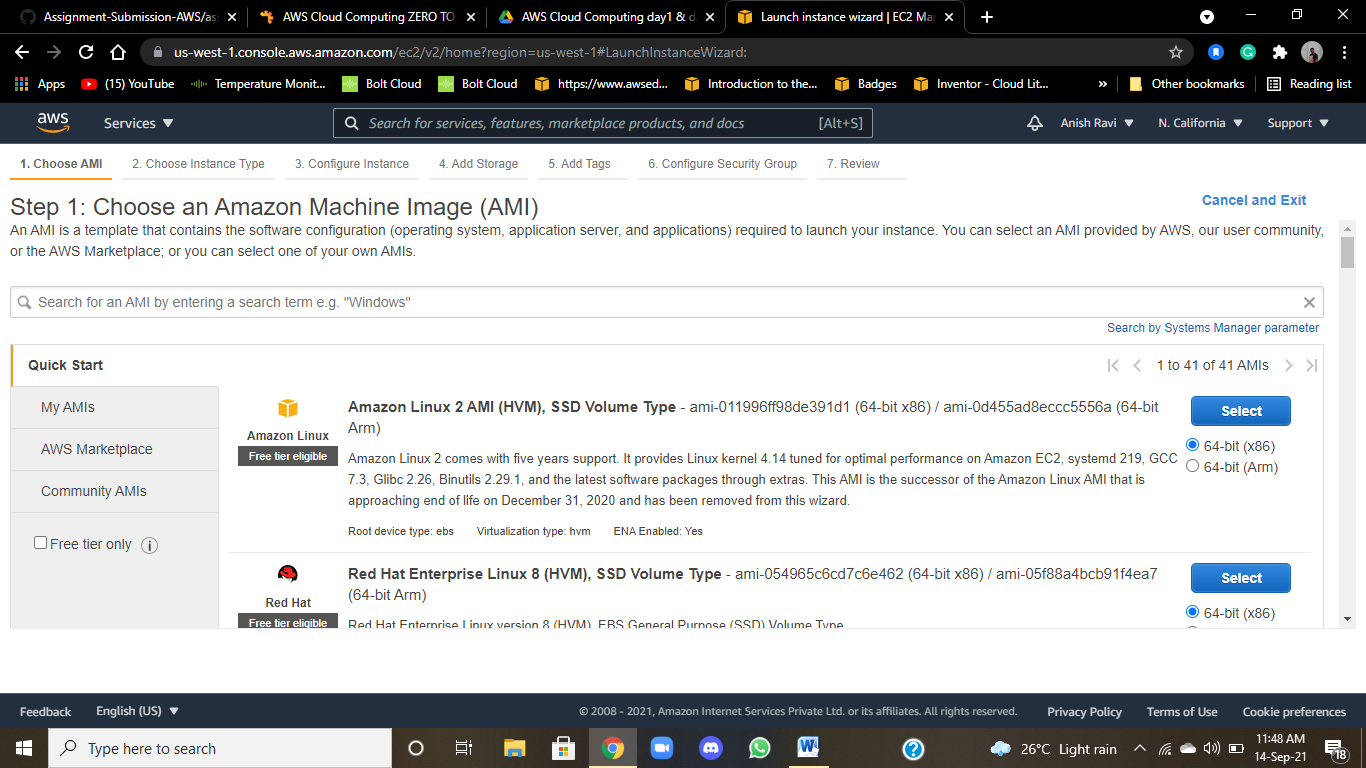 Assignment-Submission-AWS/as
AWS Cloud Computing ZERO TO
AWS Cloud Computing day1 & d
Launch instance wizard | EC2 Ma
us-west-1.console.aws.amazon.com/ec2/v2/home?region=us-west-1#LaunchInstanceWizard:
Apps (15) YouTube Temperature Monit... Bolt Cloud Bolt Cloud https://www.awsed... Introduction to the... Badges Inventor - Cloud Lit... » Other bookmarks Reading list
aws Services Search for services, features, marketplace products, and docs [Alt+S] Anish Ravi N. California Support
1. Choose AMI 2. Choose Instance Type 3. Configure Instance 4. Add Storage 5. Add Tags 6. Configure Security Group 7. Review
Step 1: Choose an Amazon Machine Image (AMI)
Cancel and Exit
An AMI is a template that contains the software configuration (operating system, application server, and applications) required to launch your instance. You can select an AMI provided by AWS, our user community,
or the AWS Marketplace; or you can select one of your own AMIs.
Search for an AMI by entering a search term e.g. "Windows"
Search by Systems Manager parameter
Quick Start
1 to 41 of 41 AMIs
My AMIs
AWS Marketplace
Community AMIs
Free tier only
Amazon Linux
Free tier eligible
Amazon Linux 2 AMI (HVM), SSD Volume Type - ami-011996ff98de391d1 (64-bit x86) / ami-0d455ad8eccc5556a (64-bit
Arm)
Amazon Linux 2 comes with five years support. It provides Linux kernel 4.14 tuned for optimal performance on Amazon EC2, systemd 219, GCC
7.3, Glibc 2.26, Binutils 2.29.1, and the latest software packages through extras. This AMI is the successor of the Amazon Linux AMI that is
approaching end of life on December 31, 2020 and has been removed from this wizard.
Root device type: ebs Virtualization type: hvm ENA Enabled: Yes
Select
64-bit (x86)
64-bit (Arm)
Red Hat
Free tier eligible
Red Hat Enterprise Linux 8 (HVM), SSD Volume Type - ami-054965c6cd7c6e462 (64-bit x86) / ami-05f88a4bcb91f4ea7
(64-bit Arm)
Red Hat Enterprise Linux version 8 (HVM), EBS General Purpose (SSD) Volume Type
Select
64-bit (x86)
Feedback English (US) © 2008 - 2021, Amazon Internet Services Private Ltd. or its affiliates. All rights reserved. Privacy Policy Terms of Use Cookie preferences
Type here to search
26°C Light rain
11:48 AM
14-Sep-21
18